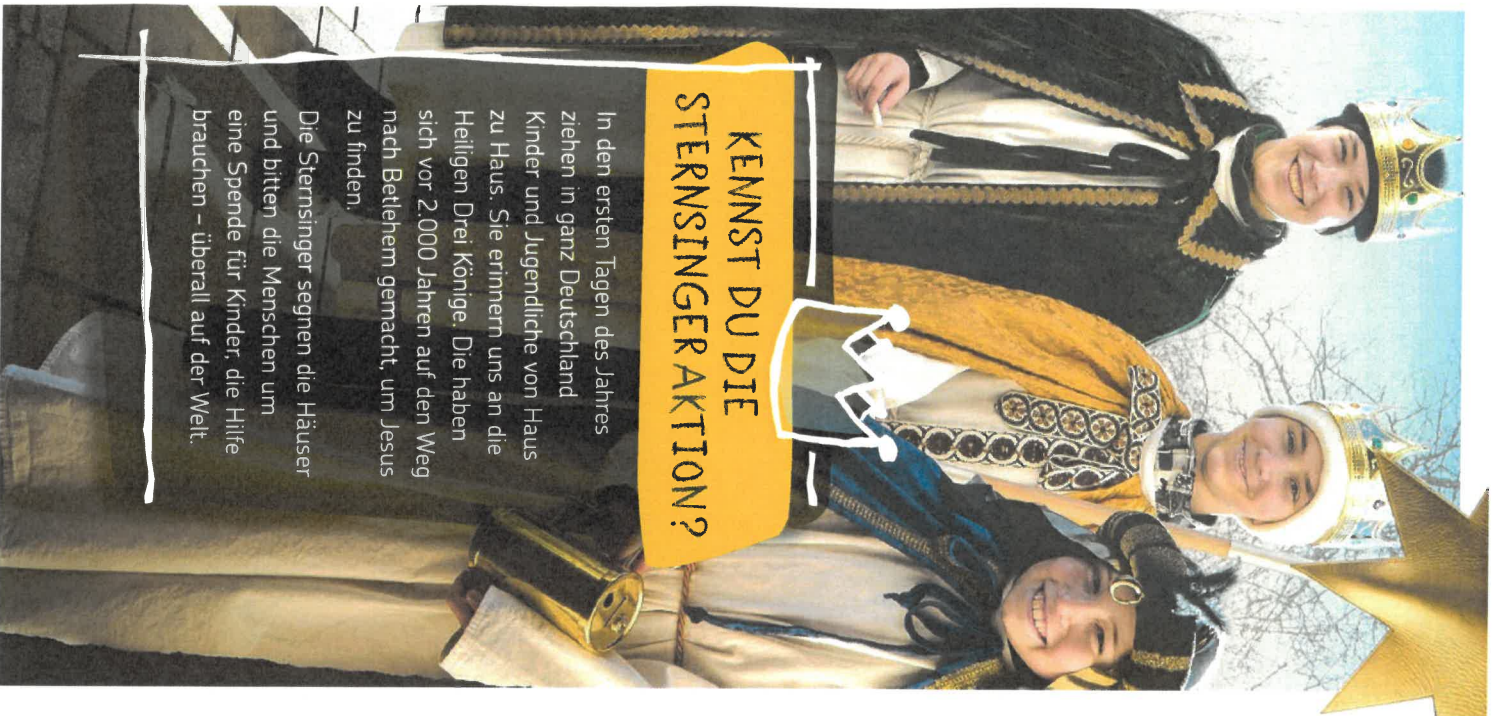 KENNST DU DIE
STERNSINGERAKTION?
In den ersten Tagen des Jahres
ziehen in ganz Deutschland
Kinder und Jugendliche von Haus
zu Haus. Sie erinnern uns an die
Heiligen Drei Könige. Die haben
sich vor 2.000 Jahren auf den Weg
nach Betlehem gemacht, um Jesus
zu finden.
Die Sternsinger segnen die Häuser
und bitten die Menschen um
eine Spende für Kinder, die Hilfe
brauchen – überall auf der Welt.